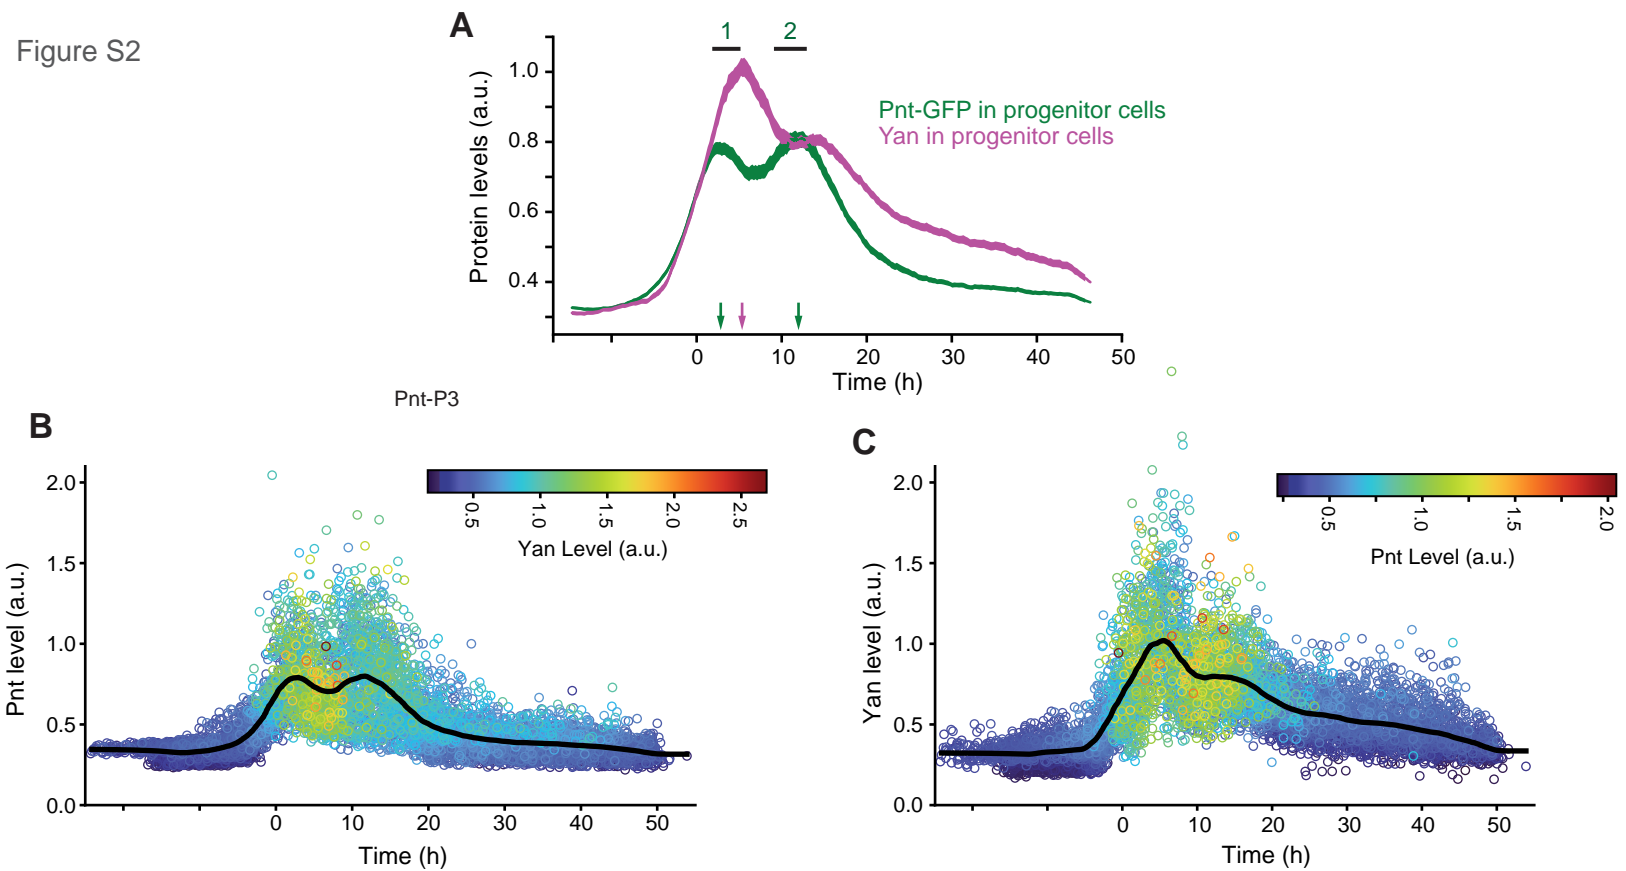 Figure S2
A
1 2
Protein levels (a.u.)
1.0
0.8
0.6
0.4
Pnt-GFP in progenitor cells
Yan in progenitor cells
0 10 20 30 40 50
Time (h)
Pnt-P3
B
Pnt level (a.u.)
2.0
1.5
1.0
0.5
0.0
0.5 1.0 1.5 2.0 2.5
Yan Level (a.u.)
0 10 20 30 40 50
Time (h)
C
Yan level (a.u.)
2.0
1.5
1.0
0.5
0.0
0.5 1.0 1.5 2.0
Pnt Level (a.u.)
0 10 20 30 40 50
Time (h)